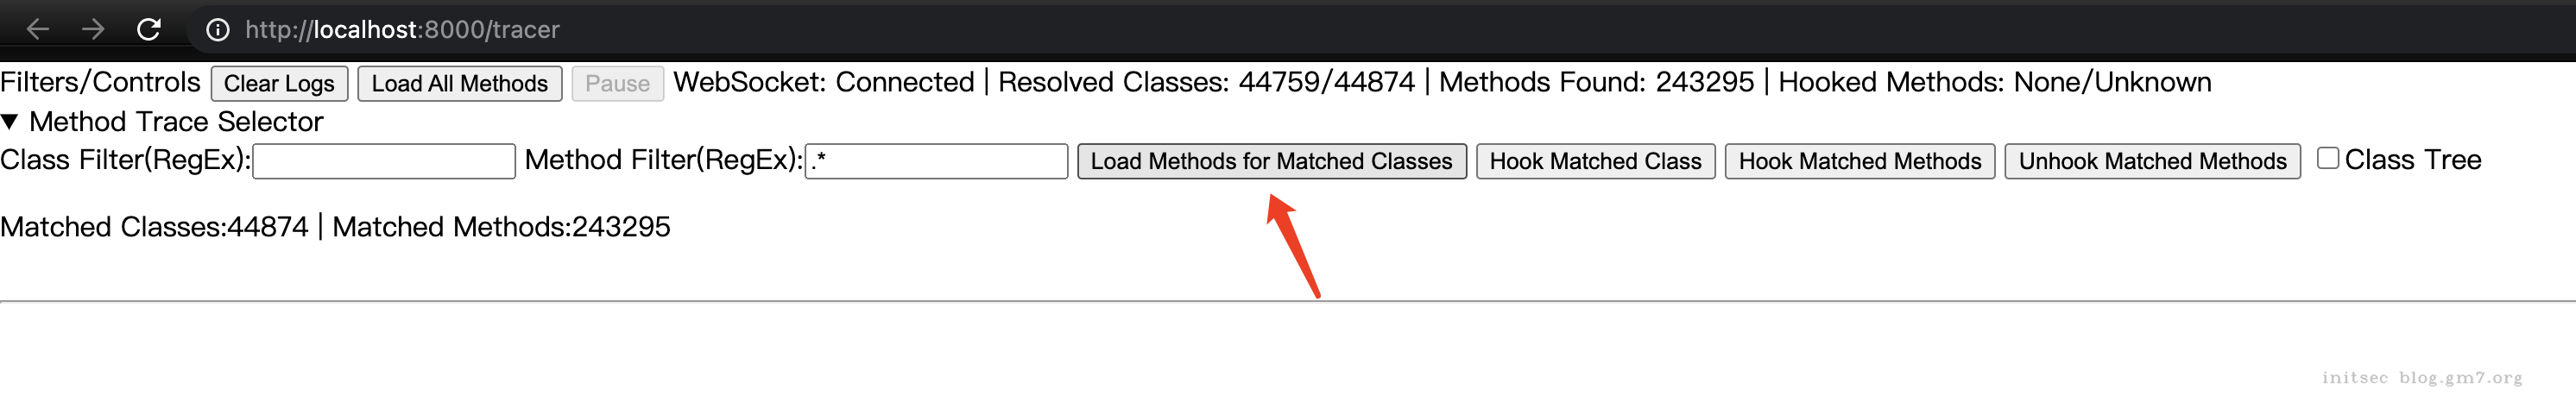 http://localhost:8000/tracer
Filters/Controls Clear Logs Load All Methods Pause WebSocket: Connected | Resolved Classes: 44759/44874 | Methods Found: 243295 | Hooked Methods: None/Unknown
▼ Method Trace Selector
Class Filter(RegEx): Method Filter(RegEx): .* Load Methods for Matched Classes Hook Matched Class Hook Matched Methods Unhook Matched Methods Class Tree
Matched Classes:44874 | Matched Methods:243295
initsec blog.gm7.org